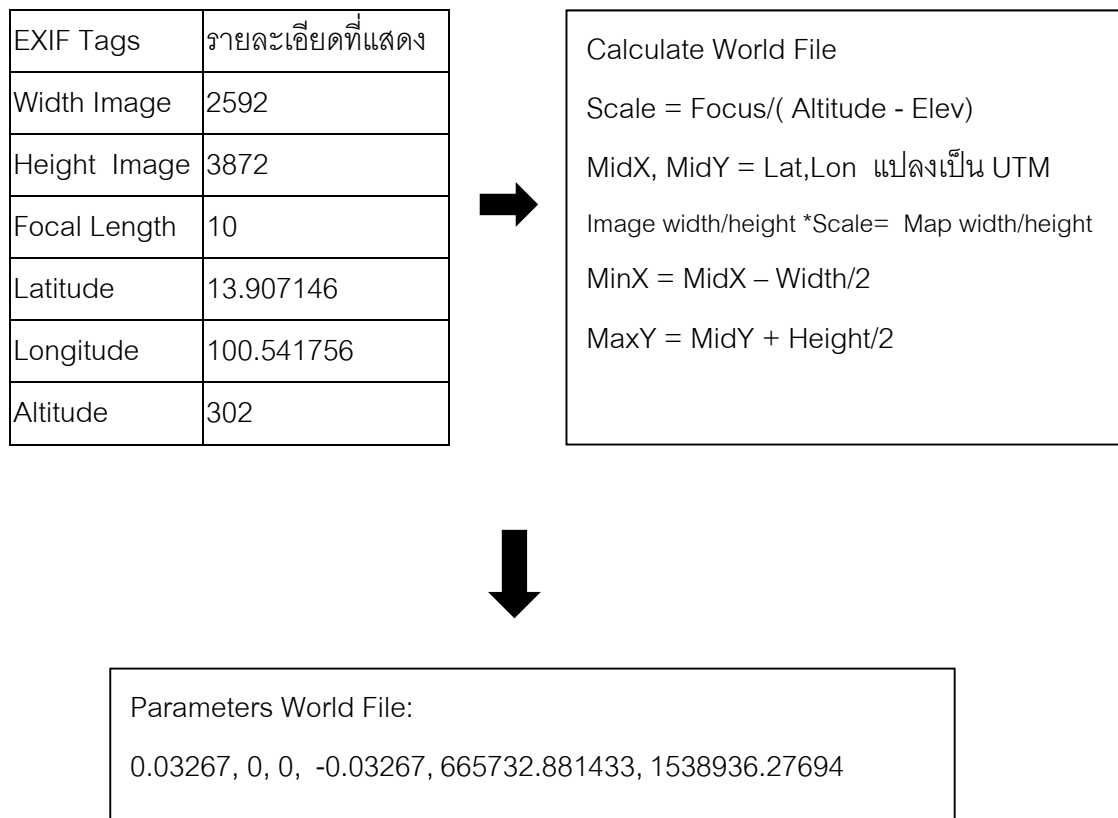 EXIF Tags รายละเอียดที่แสดง
Width Image 2592
Height Image 3872
Focal Length 10
Latitude 13.907146
Longitude 100.541756
Altitude 302
Calculate World File
Scale = Focus/( Altitude - Elev)
MidX, MidY = Lat,Lon แปลงเป็น UTM
Image width/height *Scale= Map width/height
MinX = MidX – Width/2
MaxY = MidY + Height/2
Parameters World File:
0.03267, 0, 0, -0.03267, 665732.881433, 1538936.27694